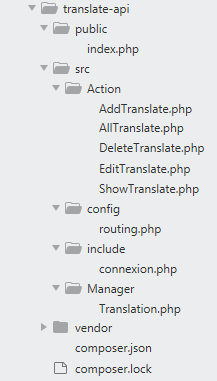 translate-api
public
index.php
src
Action
AddTranslate.php
AllTranslate.php
DeleteTranslate.php
EditTranslate.php
ShowTranslate.php
config
routing.php
include
connexion.php
Manager
Translation.php
vendor
composer.json
composer.lock